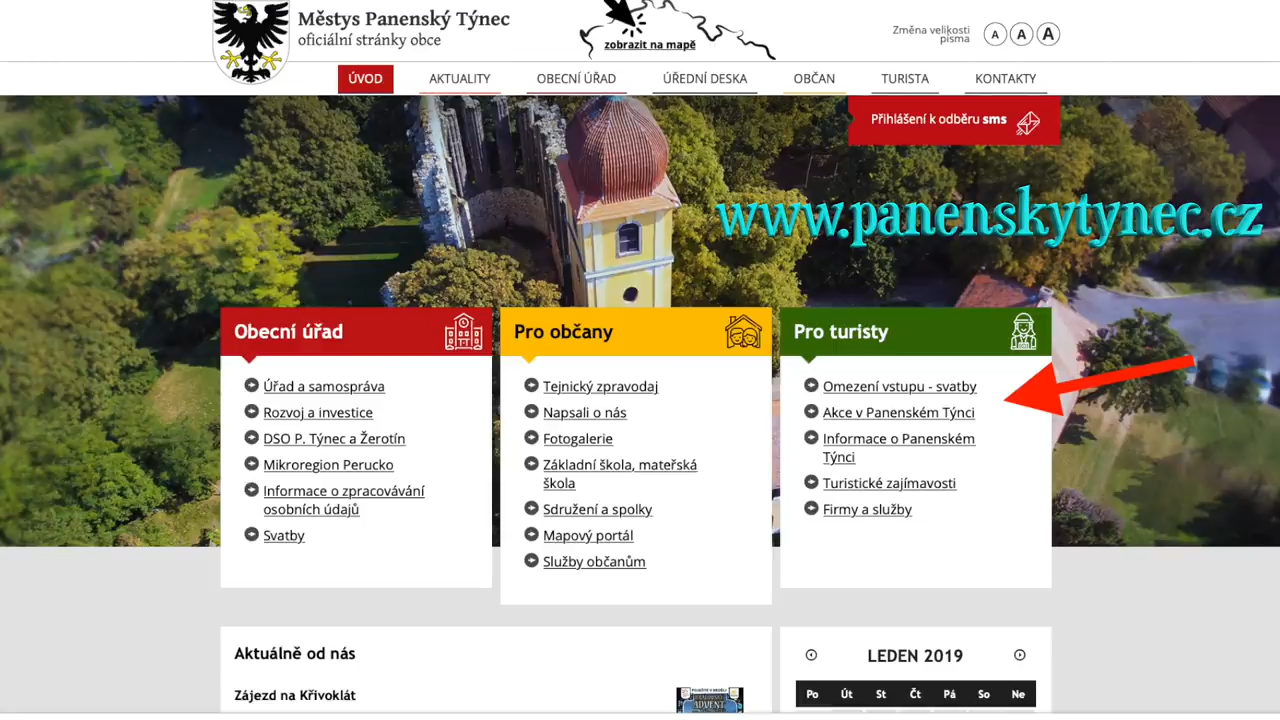 Městys Panenský Týnec
oficiální stránky obce
zobrazit na mapě
Změna velikosti
písma
A A A
ÚVOD AKTUALITY OBECNÍ ÚŘAD ÚŘEDNÍ DESKA OBČAN TURISTA KONTAKTY
Přihlášení k odběru sms
www.panenskytynec.cz
Obecní úřad
Úřad a samospráva
Rozvoj a investice
DSO P. Týnec a Žerotín
Mikroregion Perucko
Informace o zpracovávání
osobních údajů
Svatby
Pro občany
Tejnický zpravodaj
Napsali o nás
Fotogalerie
Základní škola, mateřská
škola
Sdružení a spolky
Mapový portál
Služby občanům
Pro turisty
Omezení vstupu - svatby
Akce v Panenském Týnci
Informace o Panenském
Týnci
Turistické zajímavosti
Firmy a služby
Aktuálně od nás
Zájezd na Křivoklát
ADVENT
LEDEN 2019
Po Út St Čt Pá So Ne